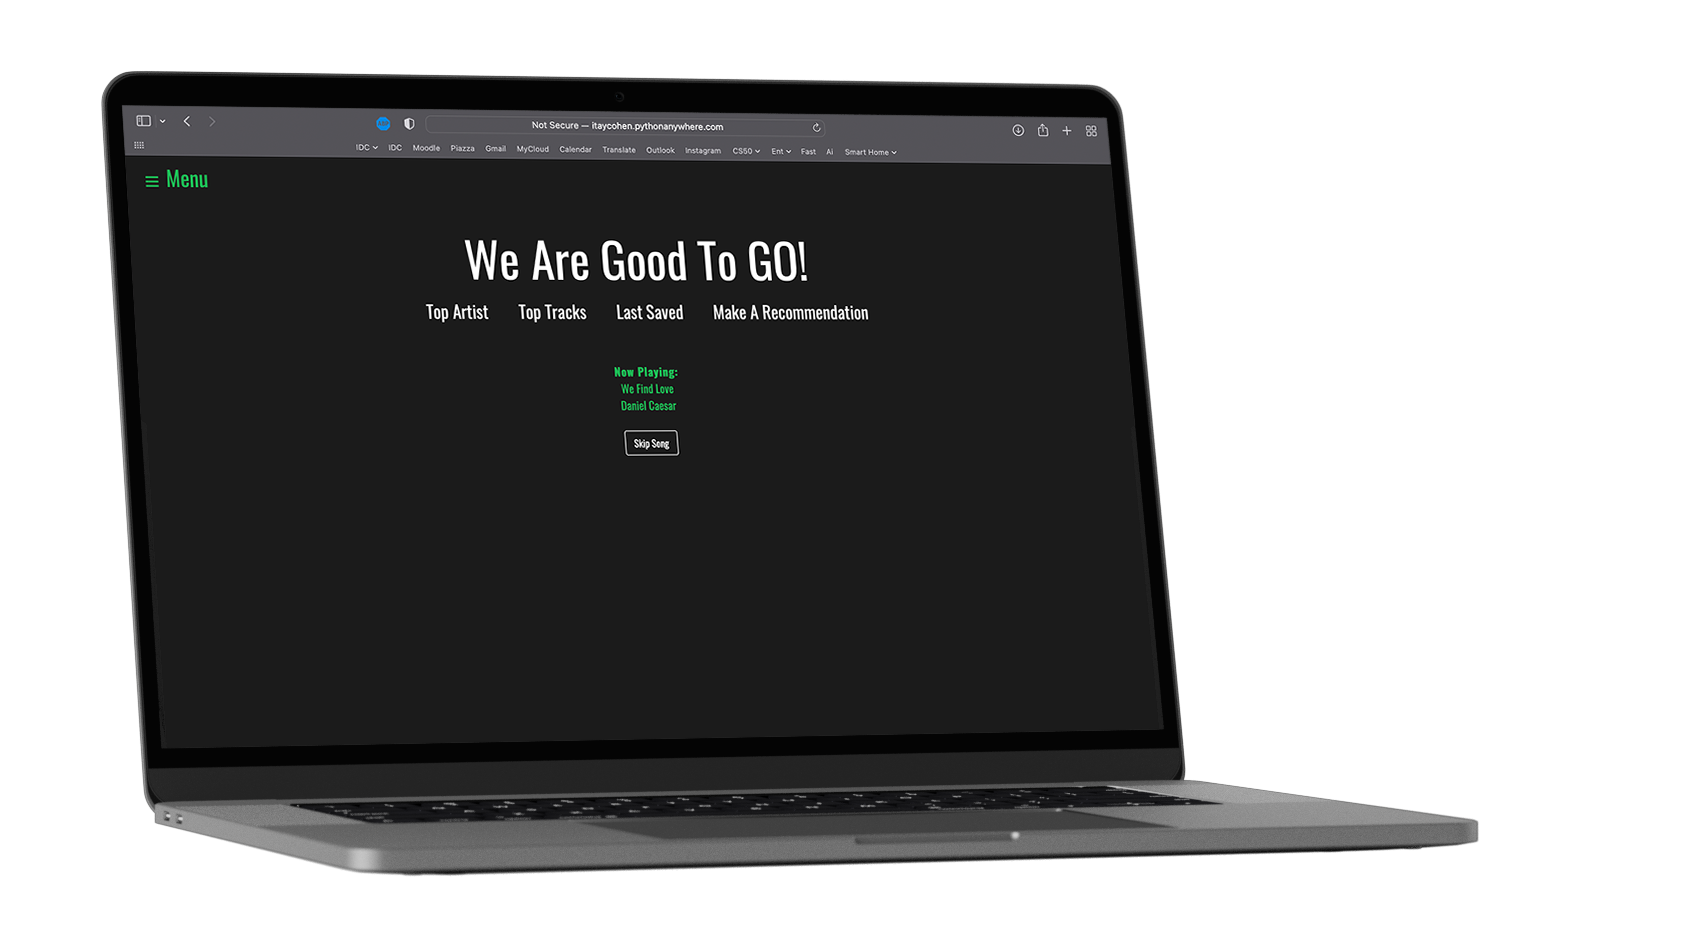 Not Secure — itaycohen.pythonanywhere.com
IDC IDC Moodle Piazza Gmail MyCloud Calendar Translate Outlook Instagram CS50 Ent Fast Ai Smart Home
Menu
We Are Good To GO!
Top Artist Top Tracks Last Saved Make A Recommendation
Now Playing:
We Find Love
Daniel Caesar
Skip Song